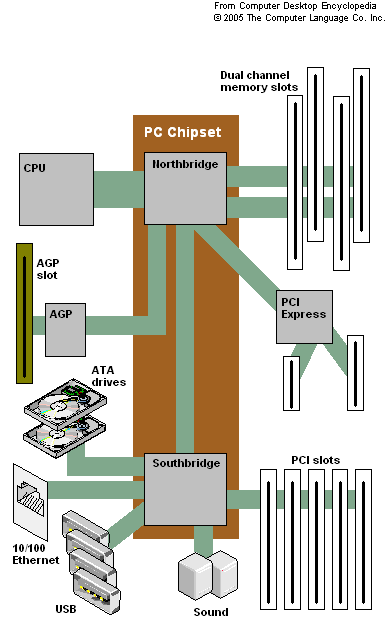 From Computer Desktop Encyclopedia
© 2005 The Computer Language Co. Inc.
Dual channel
memory slots
PC Chipset
CPU
Northbridge
AGP
slot
AGP
PCI
Express
ATA
drives
Southbridge
PCI slots
10/100
Ethernet
USB
Sound